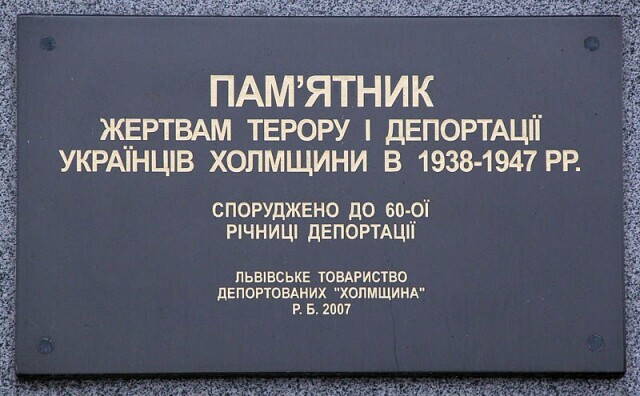 ПАМ’ЯТНИК
ЖЕРТВАМ ТЕРОРУ І ДЕПОРТАЦІЇ
УКРАЇНЦІВ ХОЛМЩИНИ В 1938-1947 РР.
СПОРУДЖЕНО ДО 60-ОЇ
РІЧНИЦІ ДЕПОРТАЦІЇ
ЛЬВІВСЬКЕ ТОВАРИСТВО
ДЕПОРТОВАНИХ "ХОЛМЩИНА"
Р. Б. 2007